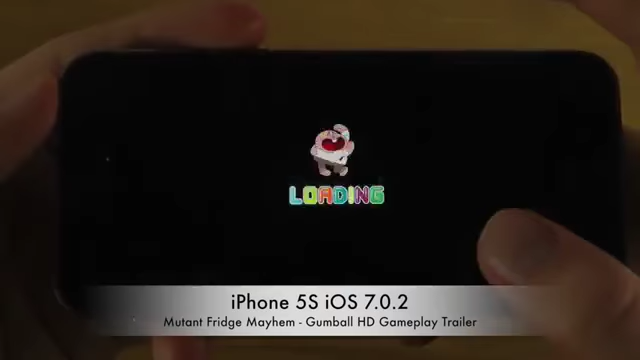 LOADING
iPhone 5S iOS 7.0.2
Mutant Fridge Mayhem - Gumball HD Gameplay Trailer